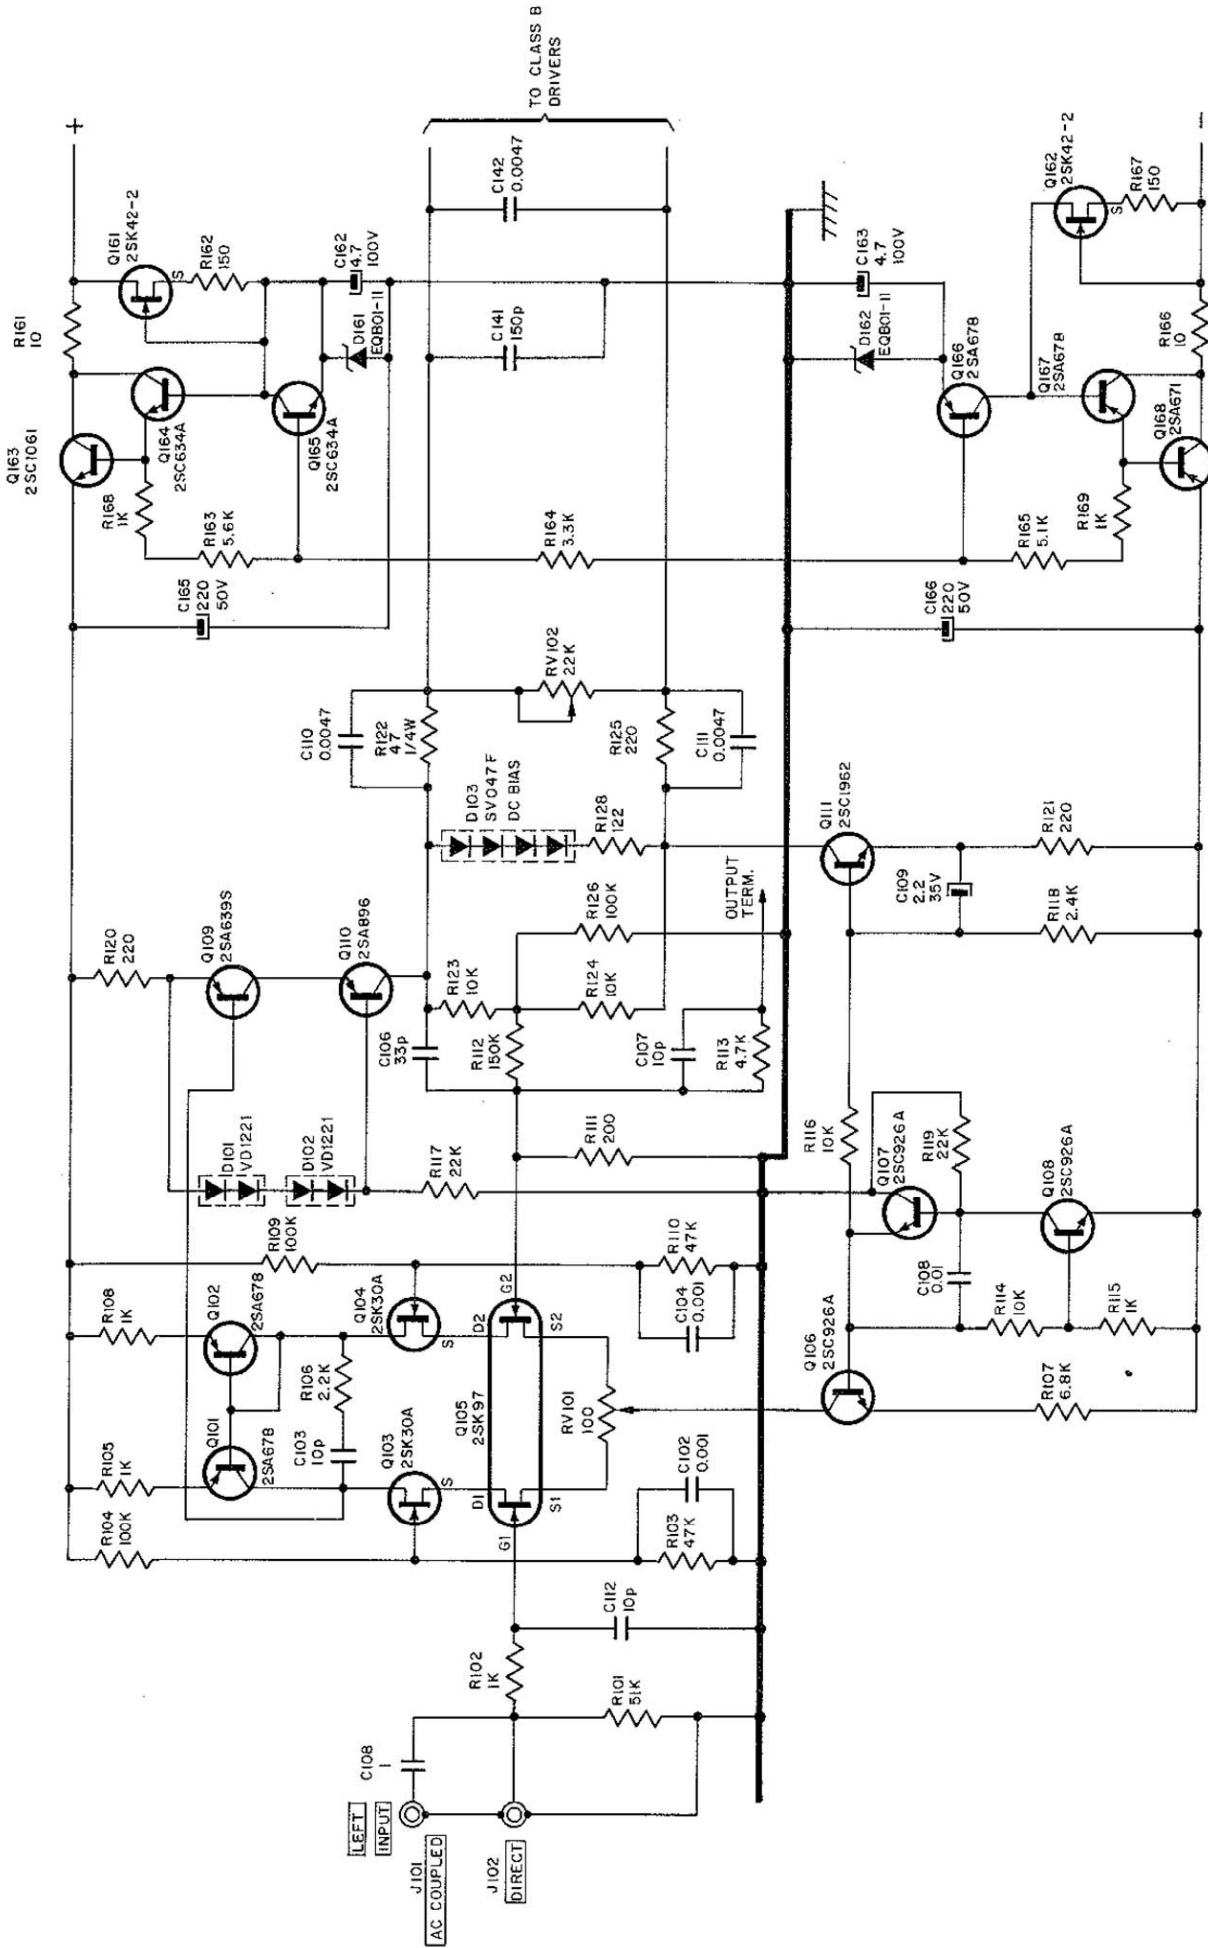 LEFT
INPUT
J101
AC COUPLED
J102
DIRECT
C108
1
R101
51K
R102
1K
C112
10p
R104
100K
R105
1K
Q101
2SA678
C103
10p
R106
2.2K
Q102
2SA678
R108
1K
R109
100K
Q103
2SK30A
S
Q104
2SK30A
S
D1
D2
G1
G2
Q105
2SK97
S1
S2
RV101
100
R103
47K
C102
0.001
C104
0.001
R110
47K
Q106
2SC926A
R107
6.8K
R114
10K
R115
1K
C108
0.01
Q107
2SC926A
R119
22K
Q108
2SC926A
R116
10K
D101
VD1221
D102
VD1221
R117
22K
R111
200
R120
220
Q109
2SA639S
Q110
2SA896
C106
33p
R112
150K
R123
10K
R124
10K
R126
100K
C107
10p
R113
4.7K
OUTPUT
TERM.
D103
SV047F
DC BIAS
R128
122
Q111
2SC1962
C109
2.2
35V
R118
2.4K
R121
220
C110
0.0047
R122
47
1/4W
RV102
22K
R125
220
C111
0.0047
C165
220
50V
C166
220
50V
Q163
2SC1061
R168
1K
R163
5.6K
Q164
2SC634A
Q165
2SC634A
R164
3.3K
R165
5.1K
R169
1K
R161
10
Q161
2SK42-2
S
R162
150
C162
4.7
100V
D161
EQB01-11
C141
150p
C142
0.0047
TO CLASS B
DRIVERS
D162
EQB01-11
C163
4.7
100V
Q166
2SA678
Q167
2SA678
Q168
2SA671
R166
10
Q162
2SK42-2
S
R167
150
+
-